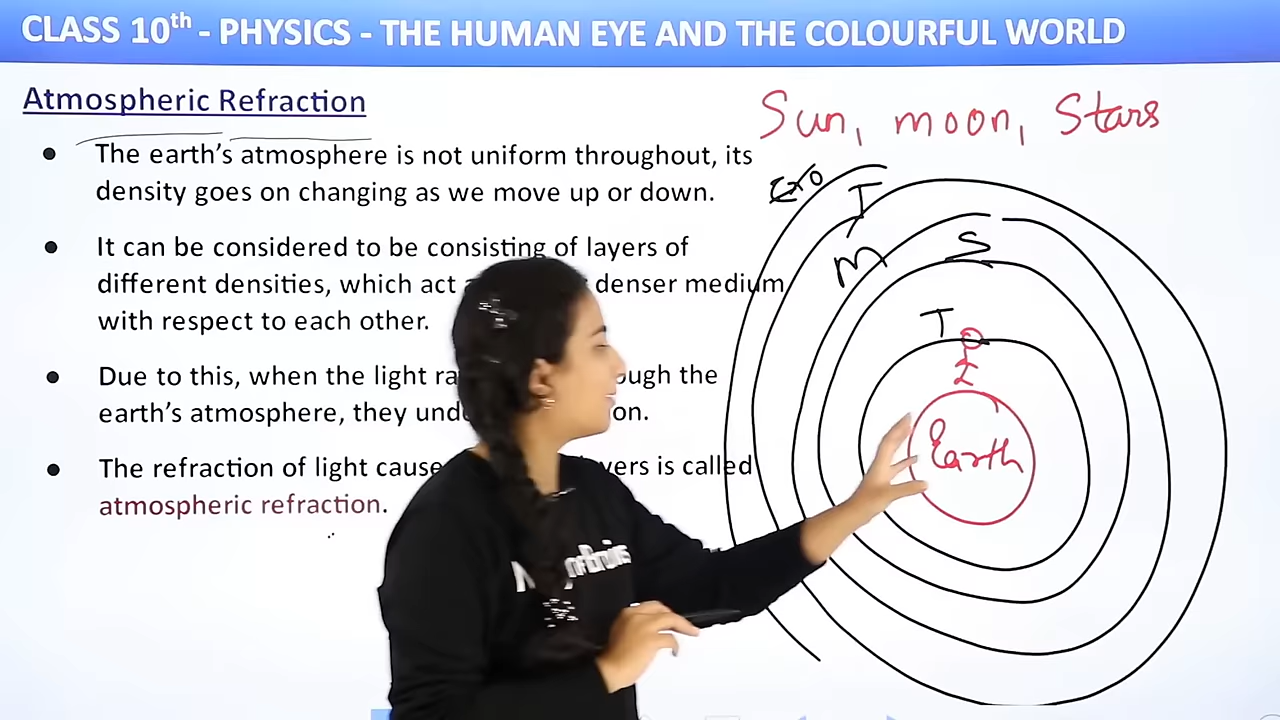 CLASS 10th - PHYSICS - THE HUMAN EYE AND THE COLOURFUL WORLD
Atmospheric Refraction
Sun, moon, Stars
• The earth's atmosphere is not uniform throughout, its
density goes on changing as we move up or down.
• It can be considered to be consisting of layers of
different densities, which act denser medium
with respect to each other.
• Due to this, when the light the
earth's atmosphere, they
• The refraction of light is called
atmospheric refraction.
Exo
I
M
S
T
Earth